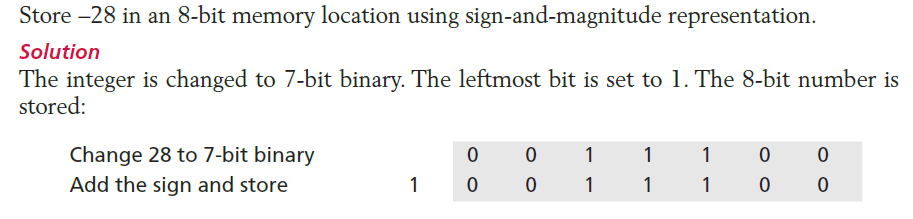 Store –28 in an 8-bit memory location using sign-and-magnitude representation.
Solution
The integer is changed to 7-bit binary. The leftmost bit is set to 1. The 8-bit number is
stored:
Change 28 to 7-bit binary 0 0 1 1 1 0 0
Add the sign and store 1 0 0 1 1 1 0 0